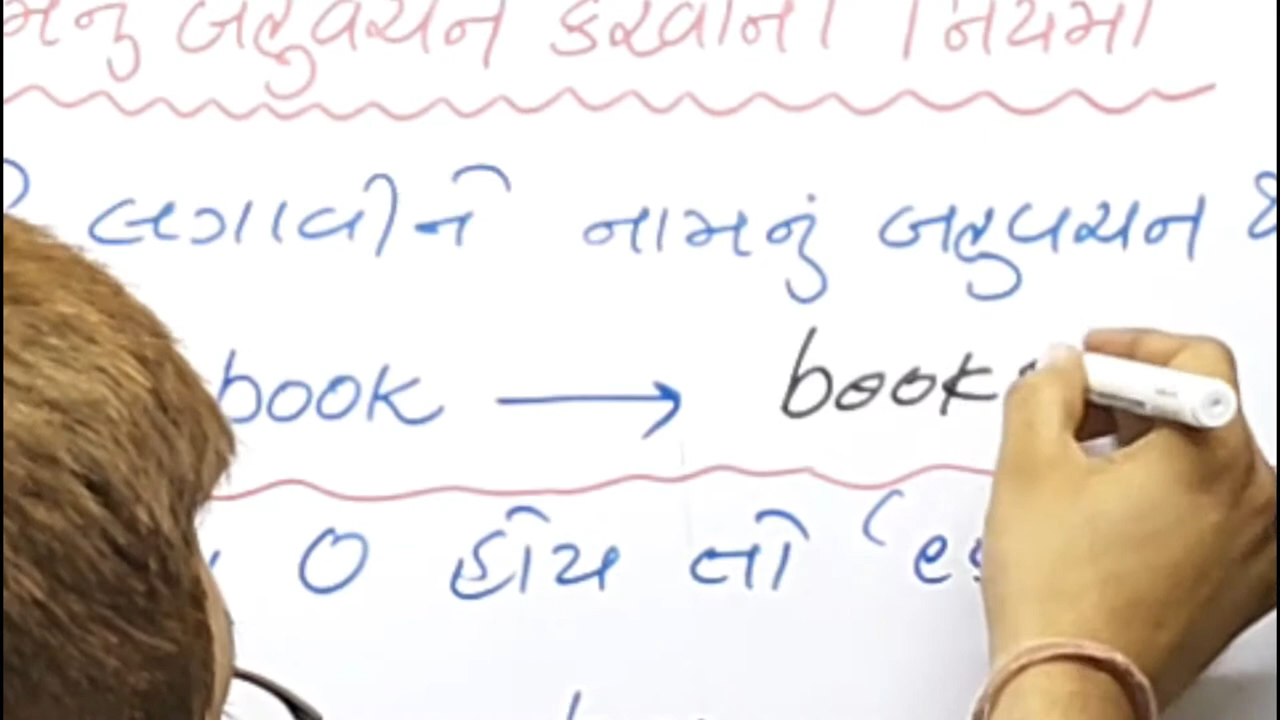 નામનું બહુવચન કરવાના નિયમો
લગાવીને નામનું બહુવચન
book → book
, o હોય તો 'es